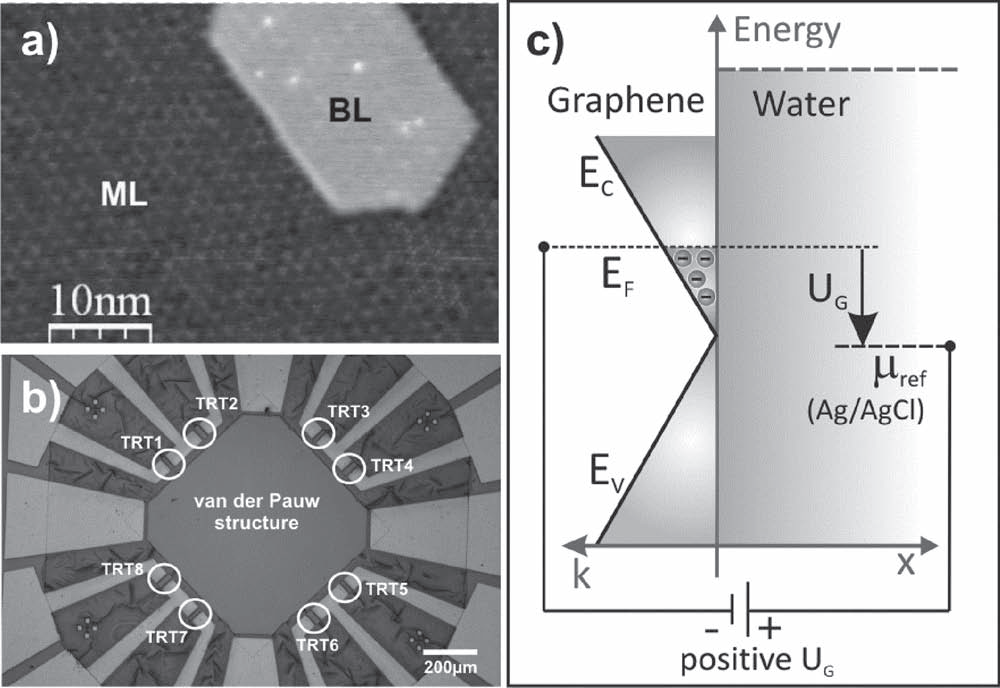 a)
BL
ML
10nm
b)
TRT2
TRT3
TRT1
TRT4
van der Pauw
structure
TRT8
TRT5
TRT7
TRT6
200µm
c)
Energy
Graphene
Water
E_C
E_F
U_G
μ_ref
(Ag/AgCl)
E_V
k
x
- +
positive U_G